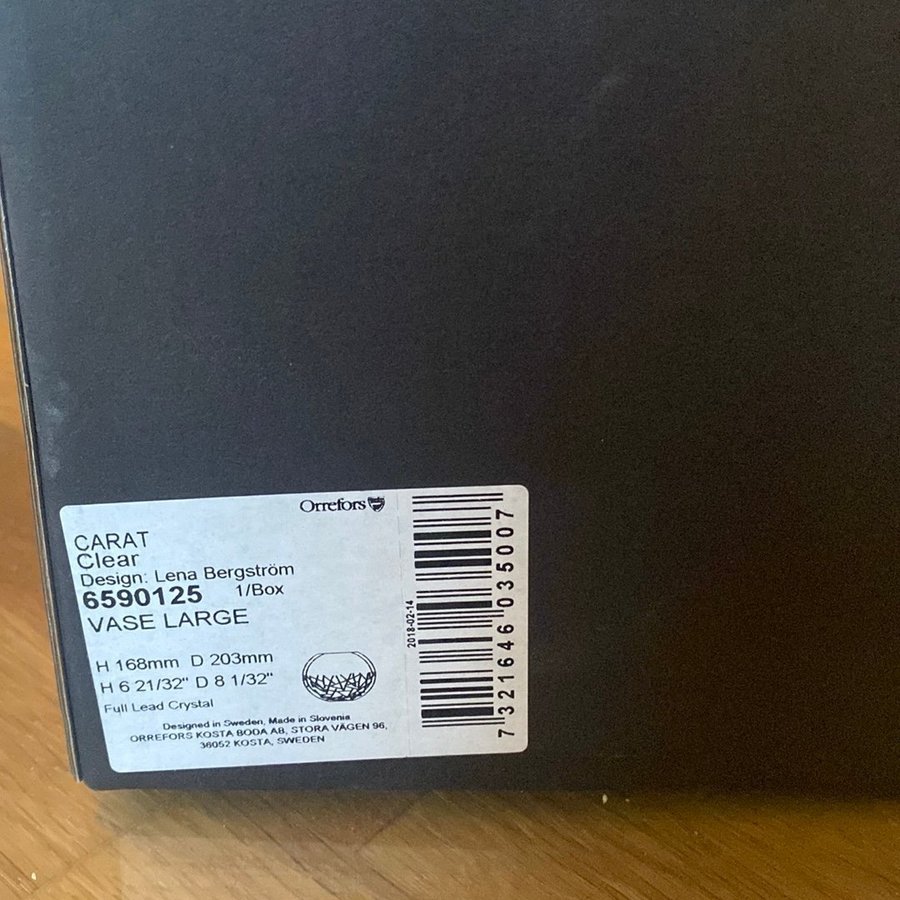 Orrefors
CARAT
Clear
Design: Lena Bergström
6590125 1/Box
VASE LARGE
H 168mm D 203mm
H 6 21/32" D 8 1/32"
Full Lead Crystal
Designed in Sweden, Made in Slovenia
ORREFORS KOSTA BODA AB, STORA VÄGEN 96,
36052 KOSTA, SWEDEN
2018-02-14
7 321646 035007